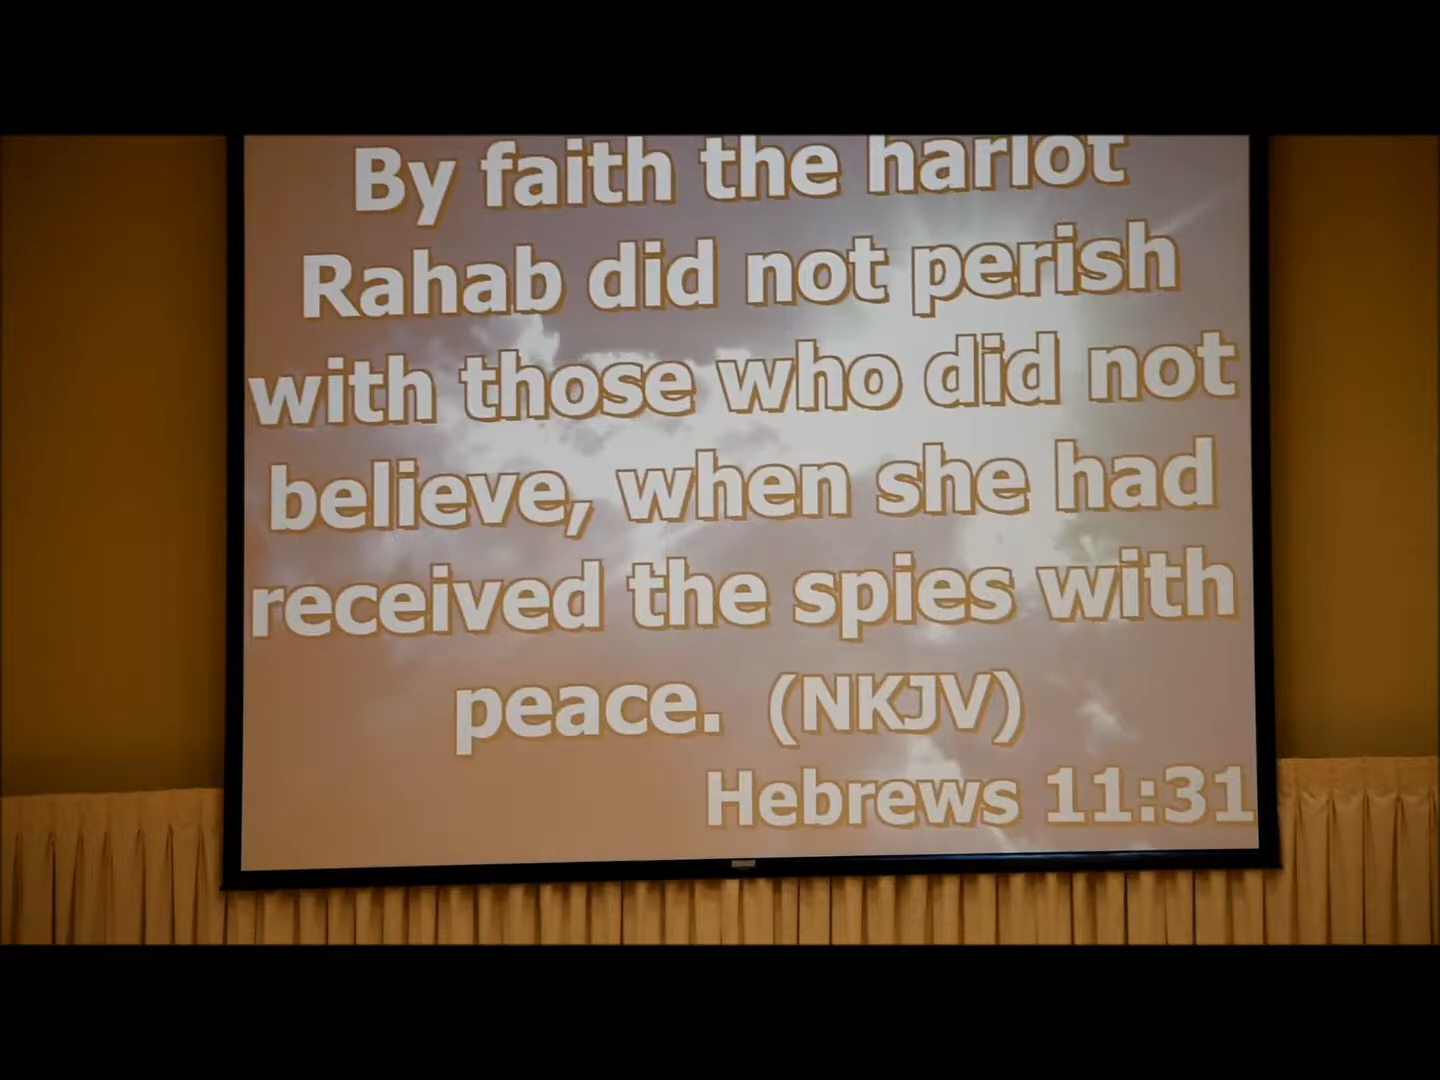 By faith the harlot
Rahab did not perish
with those who did not
believe, when she had
received the spies with
peace. (NKJV)
Hebrews 11:31